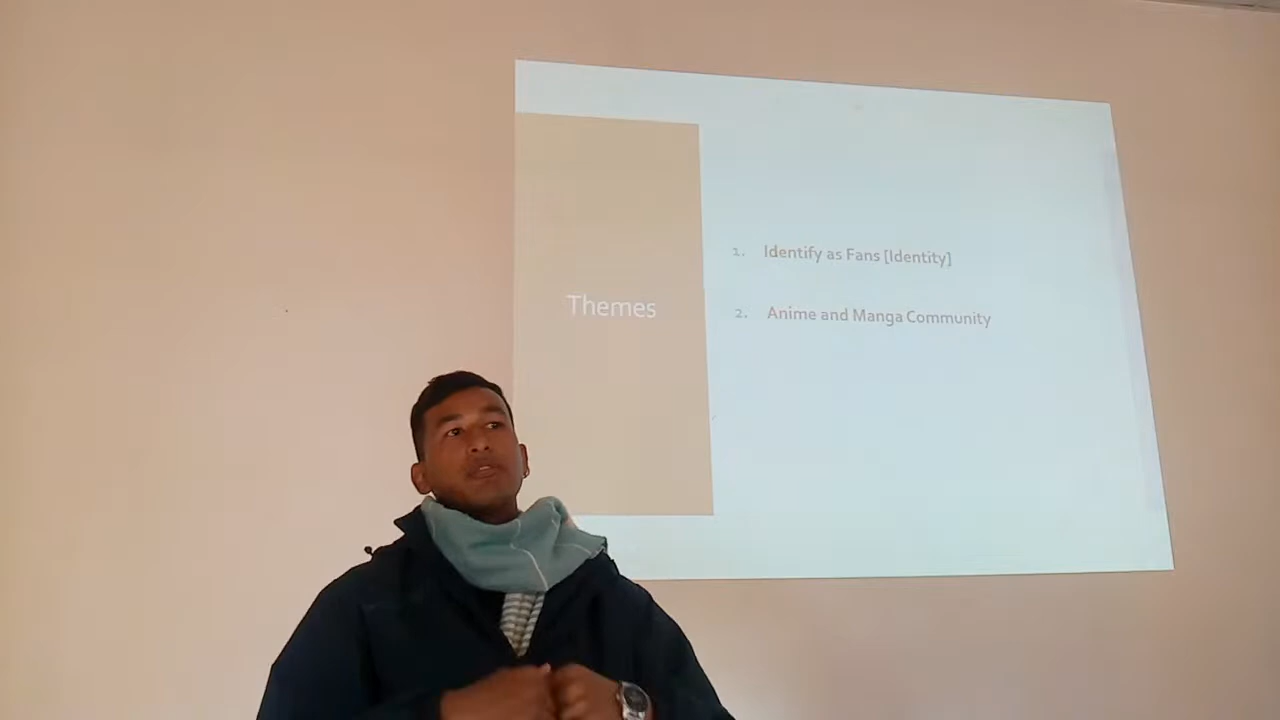 Themes
1. Identify as Fans [Identity]
2. Anime and Manga Community